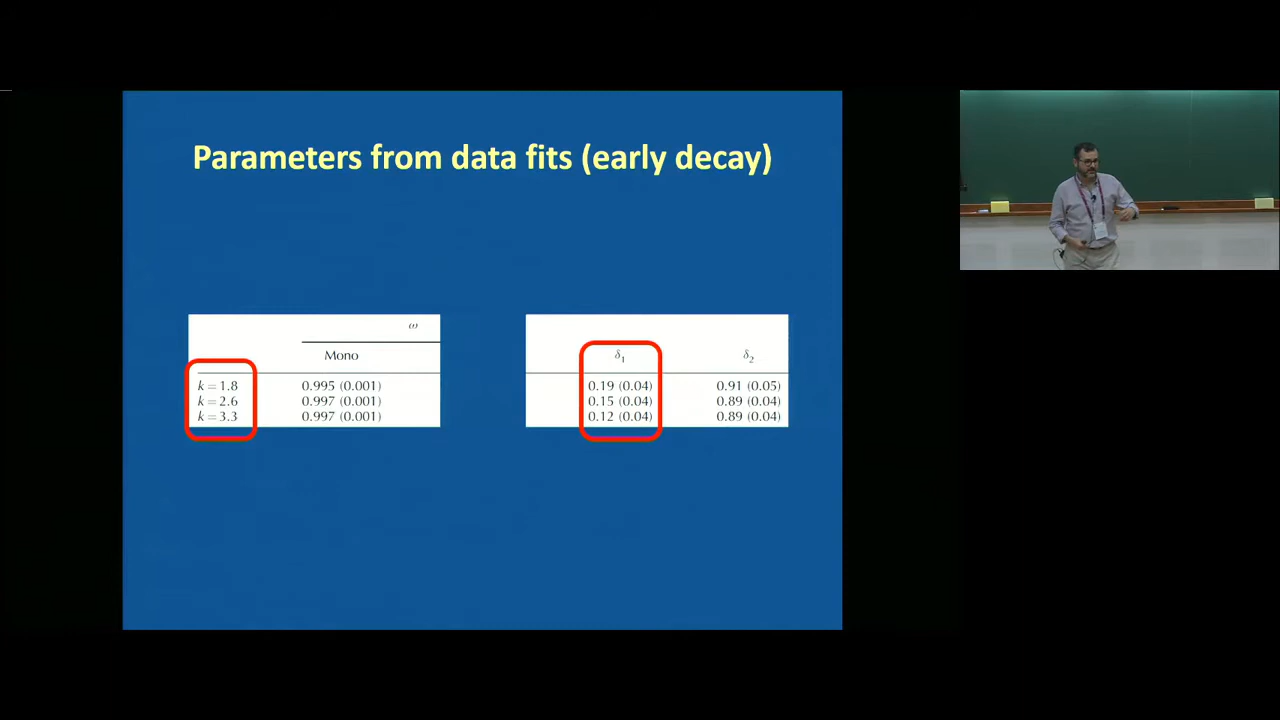 Parameters from data fits (early decay)
ω
Mono
k = 1.8 0.995 (0.001)
k = 2.6 0.997 (0.001)
k = 3.3 0.997 (0.001)
δ1 δ2
0.19 (0.04) 0.91 (0.05)
0.15 (0.04) 0.89 (0.04)
0.12 (0.04) 0.89 (0.04)